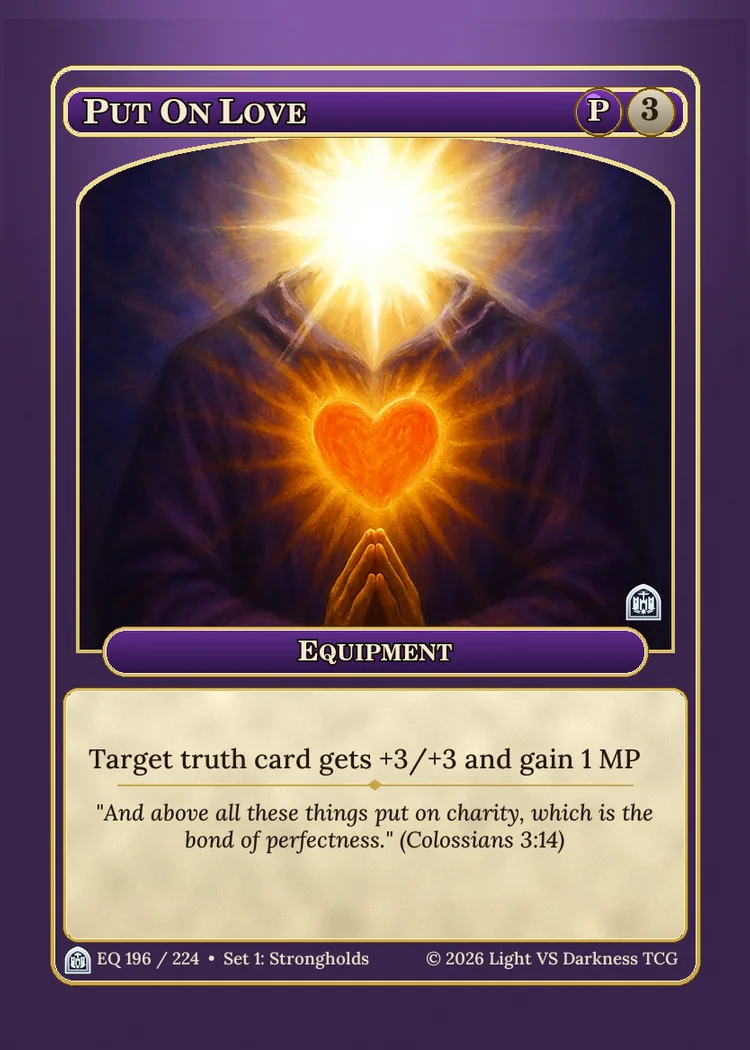 Put On Love P 3
Equipment
Target truth card gets +3/+3 and gain 1 MP
"And above all these things put on charity, which is the
bond of perfectness." (Colossians 3:14)
EQ 196 / 224 • Set 1: Strongholds © 2026 Light VS Darkness TCG